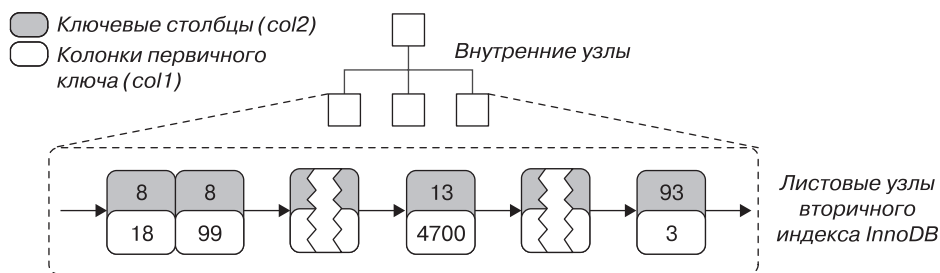 Ключевые столбцы (col2)
Колонки первичного
ключа (col1)
Внутренние узлы
8 8 13 93
18 99 4700 3
Листовые узлы
вторичного
индекса InnoDB